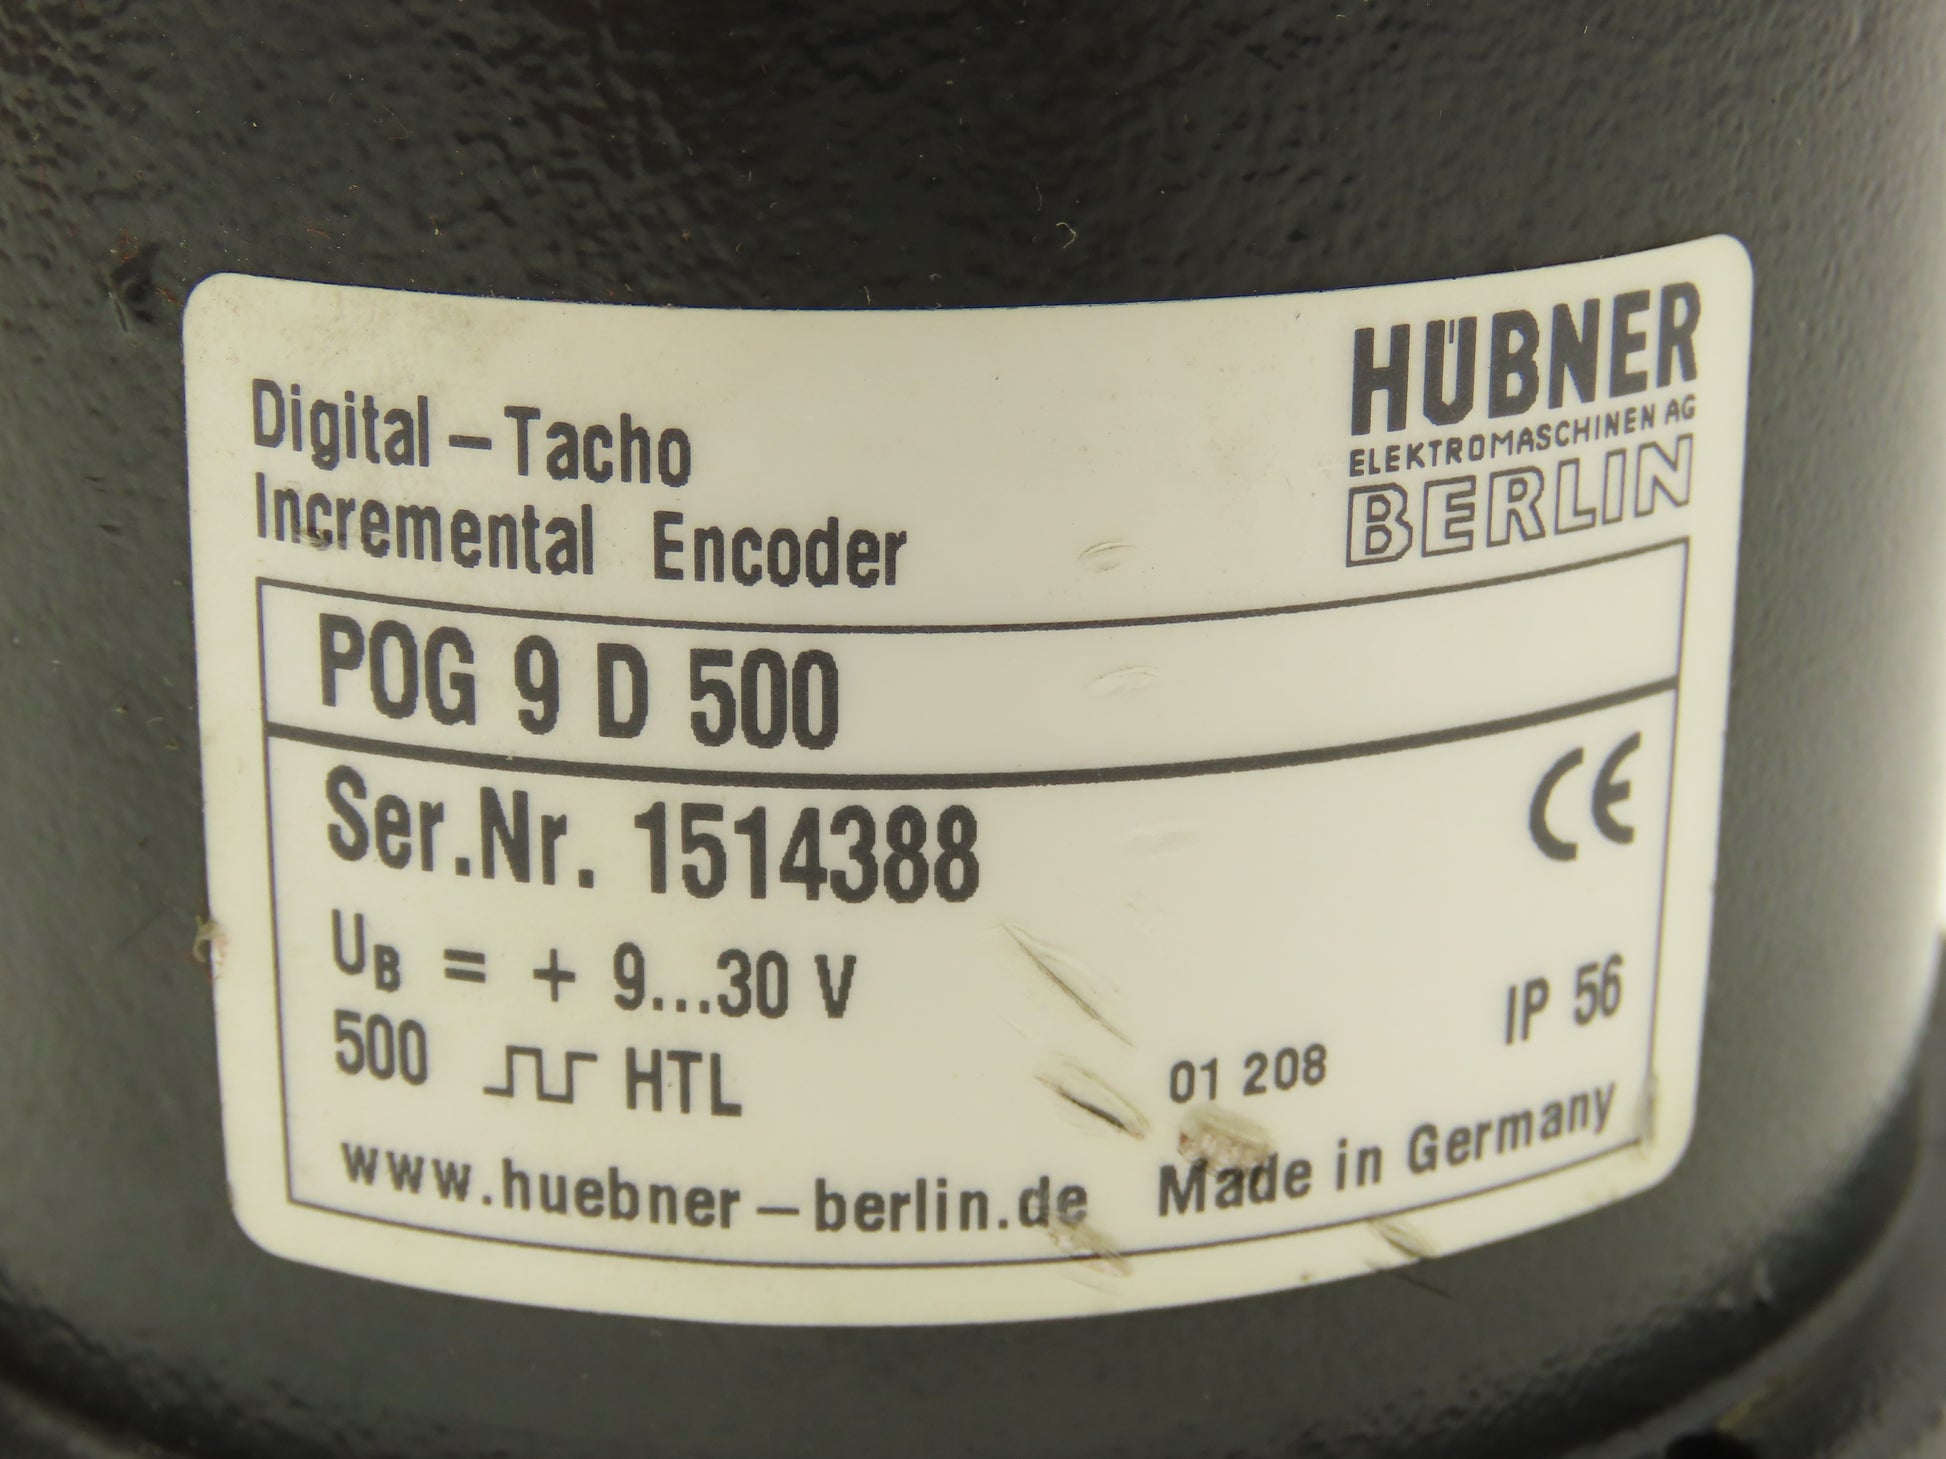 HÜBNER
ELEKTROMASCHINEN AG
BERLIN
Digital – Tacho
Incremental Encoder
POG 9 D 500
Ser.Nr. 1514388
CE
UB = + 9...30 V
IP 56
500 HTL
01 208
www.huebner–berlin.de Made in Germany